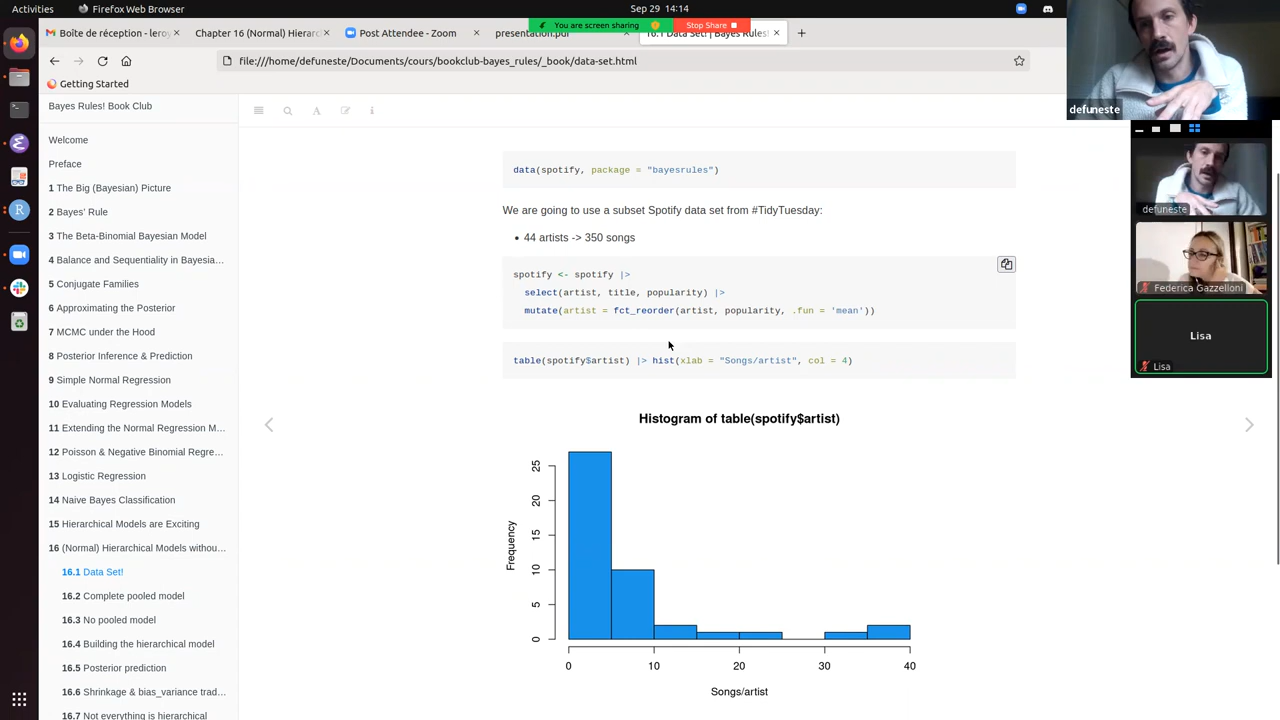 Activities
Firefox Web Browser
Sep 29 14:14
You are screen sharing
Stop Share
Boîte de réception - leroy
Chapter 16 (Normal) Hierarc
Post Attendee - Zoom
presentation.pdf
16.1 Data Set! | Bayes Rules!
file:///home/defuneste/Documents/cours/bookclub-bayes_rules/_book/data-set.html
Getting Started
defuneste
Bayes Rules! Book Club
Welcome
Preface
1 The Big (Bayesian) Picture
2 Bayes' Rule
3 The Beta-Binomial Bayesian Model
4 Balance and Sequentiality in Bayesia…
5 Conjugate Families
6 Approximating the Posterior
7 MCMC under the Hood
8 Posterior Inference & Prediction
9 Simple Normal Regression
10 Evaluating Regression Models
11 Extending the Normal Regression M…
12 Poisson & Negative Binomial Regre…
13 Logistic Regression
14 Naive Bayes Classification
15 Hierarchical Models are Exciting
16 (Normal) Hierarchical Models withou…
16.1 Data Set!
16.2 Complete pooled model
16.3 No pooled model
16.4 Building the hierarchical model
16.5 Posterior prediction
16.6 Shrinkage & bias_variance trad…
16.7 Not everything is hierarchical
data(spotify, package = "bayesrules")
We are going to use a subset Spotify data set from #TidyTuesday:
• 44 artists -> 350 songs
spotify <- spotify |>
select(artist, title, popularity) |>
mutate(artist = fct_reorder(artist, popularity, .fun = 'mean'))
table(spotify$artist) |> hist(xlab = "Songs/artist", col = 4)
Histogram of table(spotify$artist)
Frequency
25
20
15
10
5
0
0 10 20 30 40
Songs/artist
defuneste
Federica Gazzelloni
Lisa
Lisa